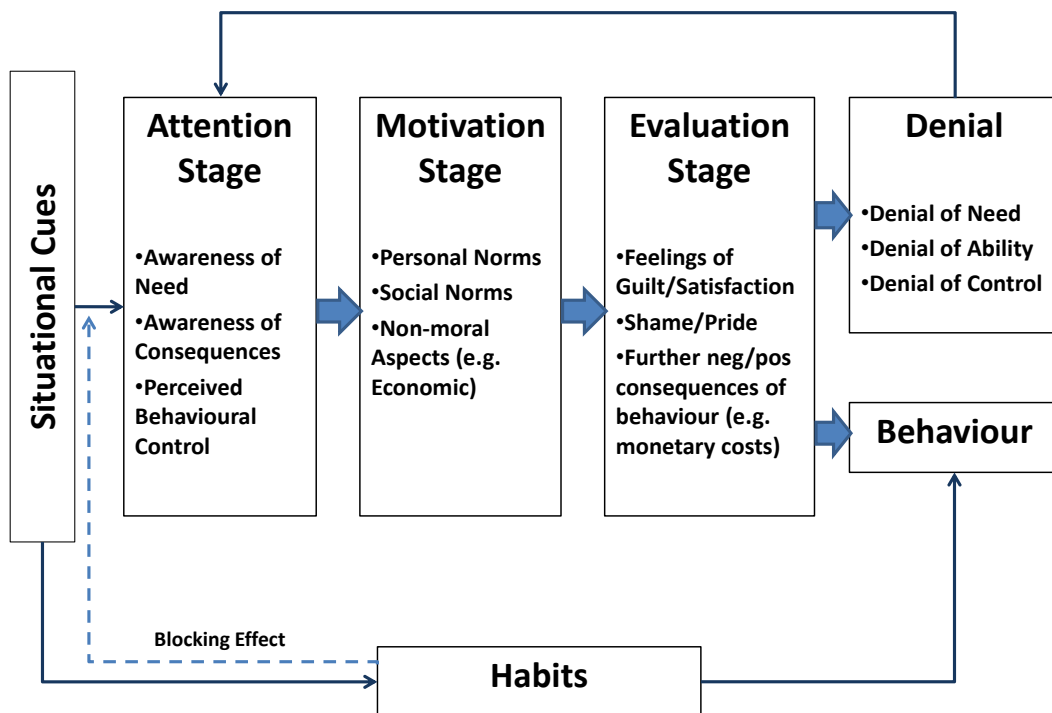 Situational Cues
Attention
Stage
•Awareness of
Need
•Awareness of
Consequences
•Perceived
Behavioural
Control
Motivation
Stage
•Personal Norms
•Social Norms
•Non-moral
Aspects (e.g.
Economic)
Evaluation
Stage
•Feelings of
Guilt/Satisfaction
•Shame/Pride
•Further neg/pos
consequences of
behaviour (e.g.
monetary costs)
Denial
•Denial of Need
•Denial of Ability
•Denial of Control
Behaviour
Blocking Effect
Habits